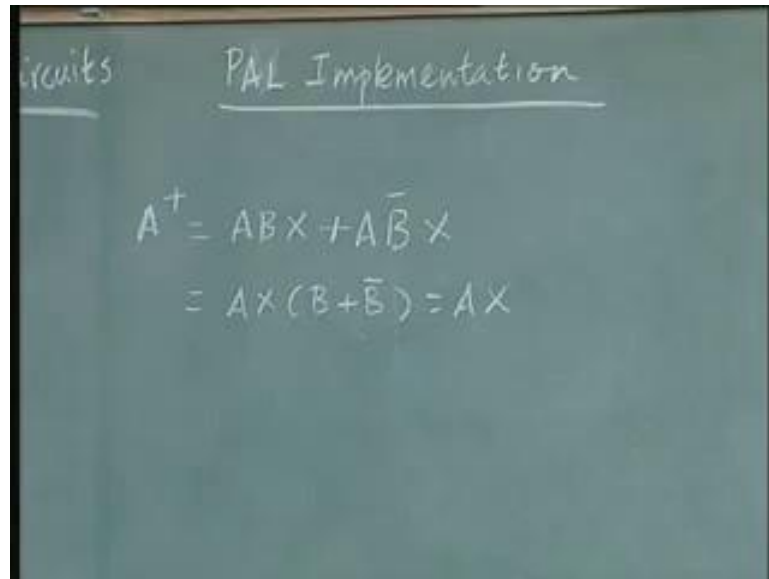 ircuits
PAL Implementation
A⁺ = ABX + AB̄X
= AX(B+B̄) = AX